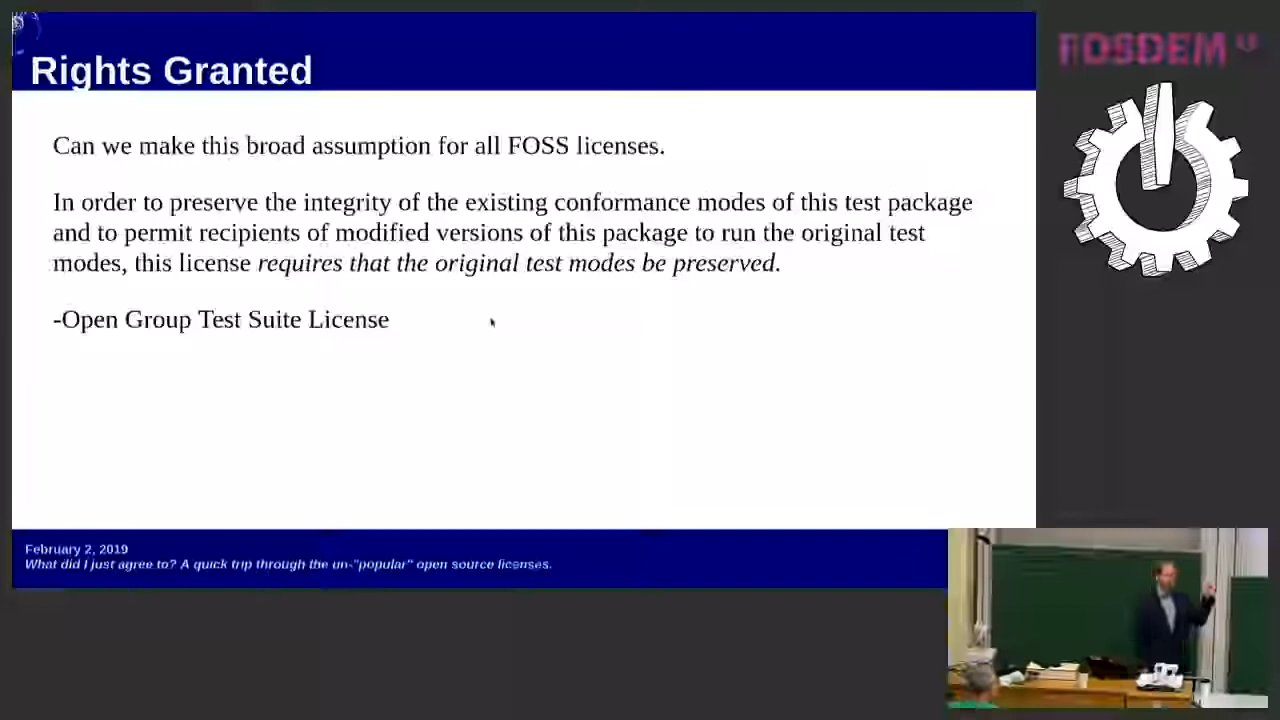 Rights Granted
FOSDEM
Can we make this broad assumption for all FOSS licenses.
In order to preserve the integrity of the existing conformance modes of this test package
and to permit recipients of modified versions of this package to run the original test
modes, this license requires that the original test modes be preserved.
-Open Group Test Suite License
February 2, 2019
What did I just agree to? A quick trip through the un-"popular" open source licenses.